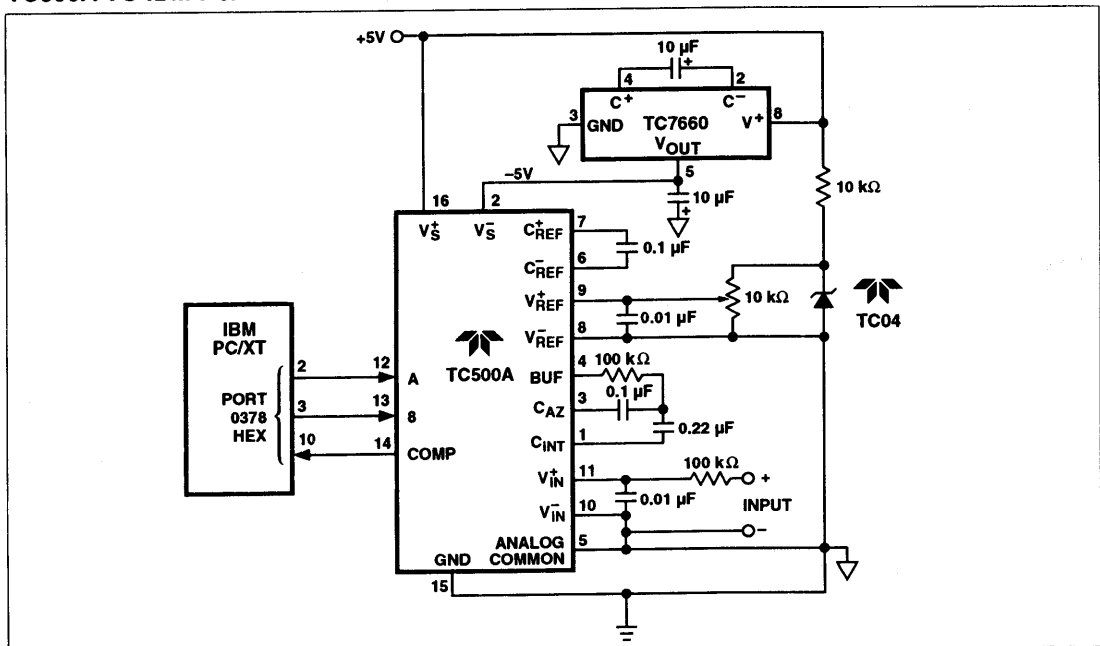 +5V
10 µF
+
4
2
C+
C–
3
GND
TC7660
V+
8
VOUT
5
–5V
10 µF
+
10 kΩ
16
2
VS+
VS–
CREF+
7
0.1 µF
CREF–
6
VREF+
9
10 kΩ
0.01 µF
TC04
VREF–
8
IBM
PC/XT
TC500A
BUF
4
100 kΩ
2
12
A
0.1 µF
PORT
0378
HEX
3
13
8
CAZ
3
0.22 µF
10
14
COMP
CINT
1
VIN+
11
100 kΩ
+
0.01 µF
INPUT
VIN–
10
–
ANALOG
COMMON
5
GND
15